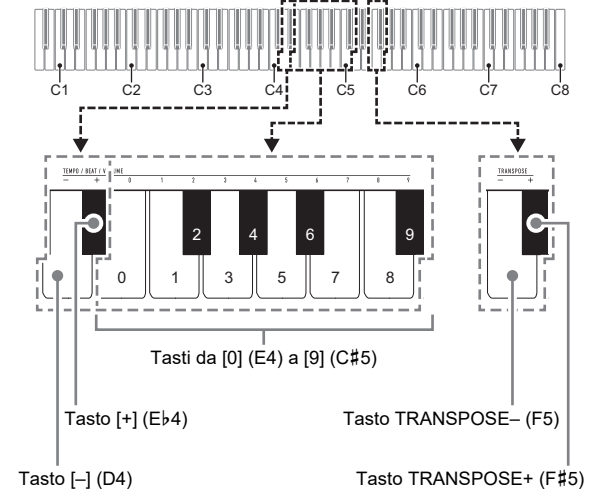 C1 C2 C3 C4 C5 C6 C7 C8
TEMPO / BEAT / V UME
TRANSPOSE
– + 0 1 2 3 4 5 6 7 8 9
– +
2 4 6 9
0 1 3 5 7 8
Tasti da [0] (E4) a [9] (C♯5)
Tasto [+] (E♭4)
Tasto TRANSPOSE– (F5)
Tasto [–] (D4)
Tasto TRANSPOSE+ (F♯5)